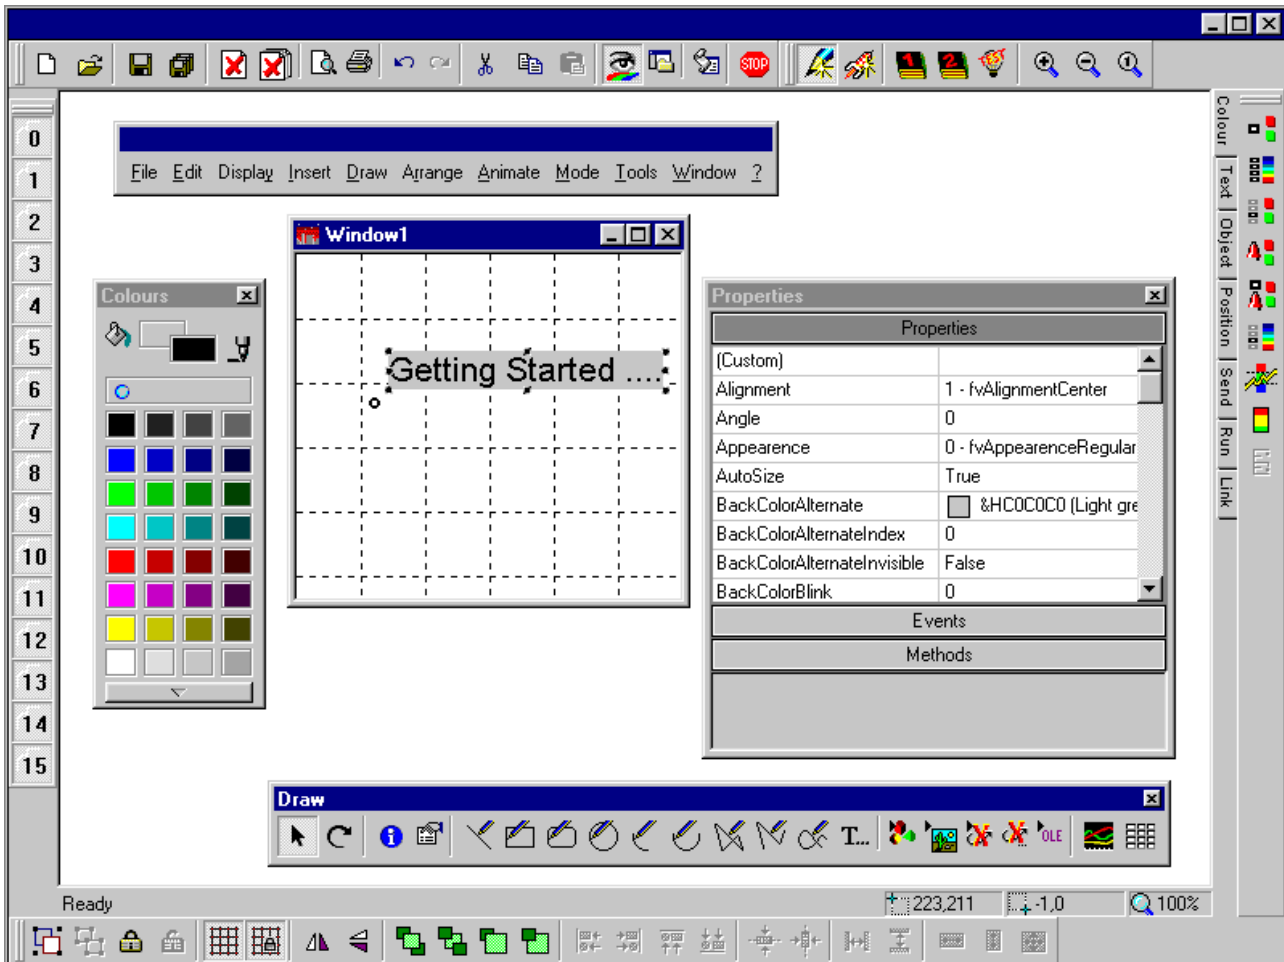 STOP
1
2
1
0
1
2
3
4
5
6
7
8
9
10
11
12
13
14
15
File Edit Display Insert Draw Arrange Animate Mode Tools Window ?
Window1
Getting Started ....
Colours
Properties
Properties
(Custom)
Alignment 1 - fvAlignmentCenter
Angle 0
Appearence 0 - fvAppearenceRegular
AutoSize True
BackColorAlternate &HC0C0C0 (Light gre
BackColorAlternateIndex 0
BackColorAlternateInvisible False
BackColorBlink 0
Events
Methods
Colour
Text
Object
Position
Send
Run
Link
Draw
T...
OLE
Ready 223,211 -1,0 100%